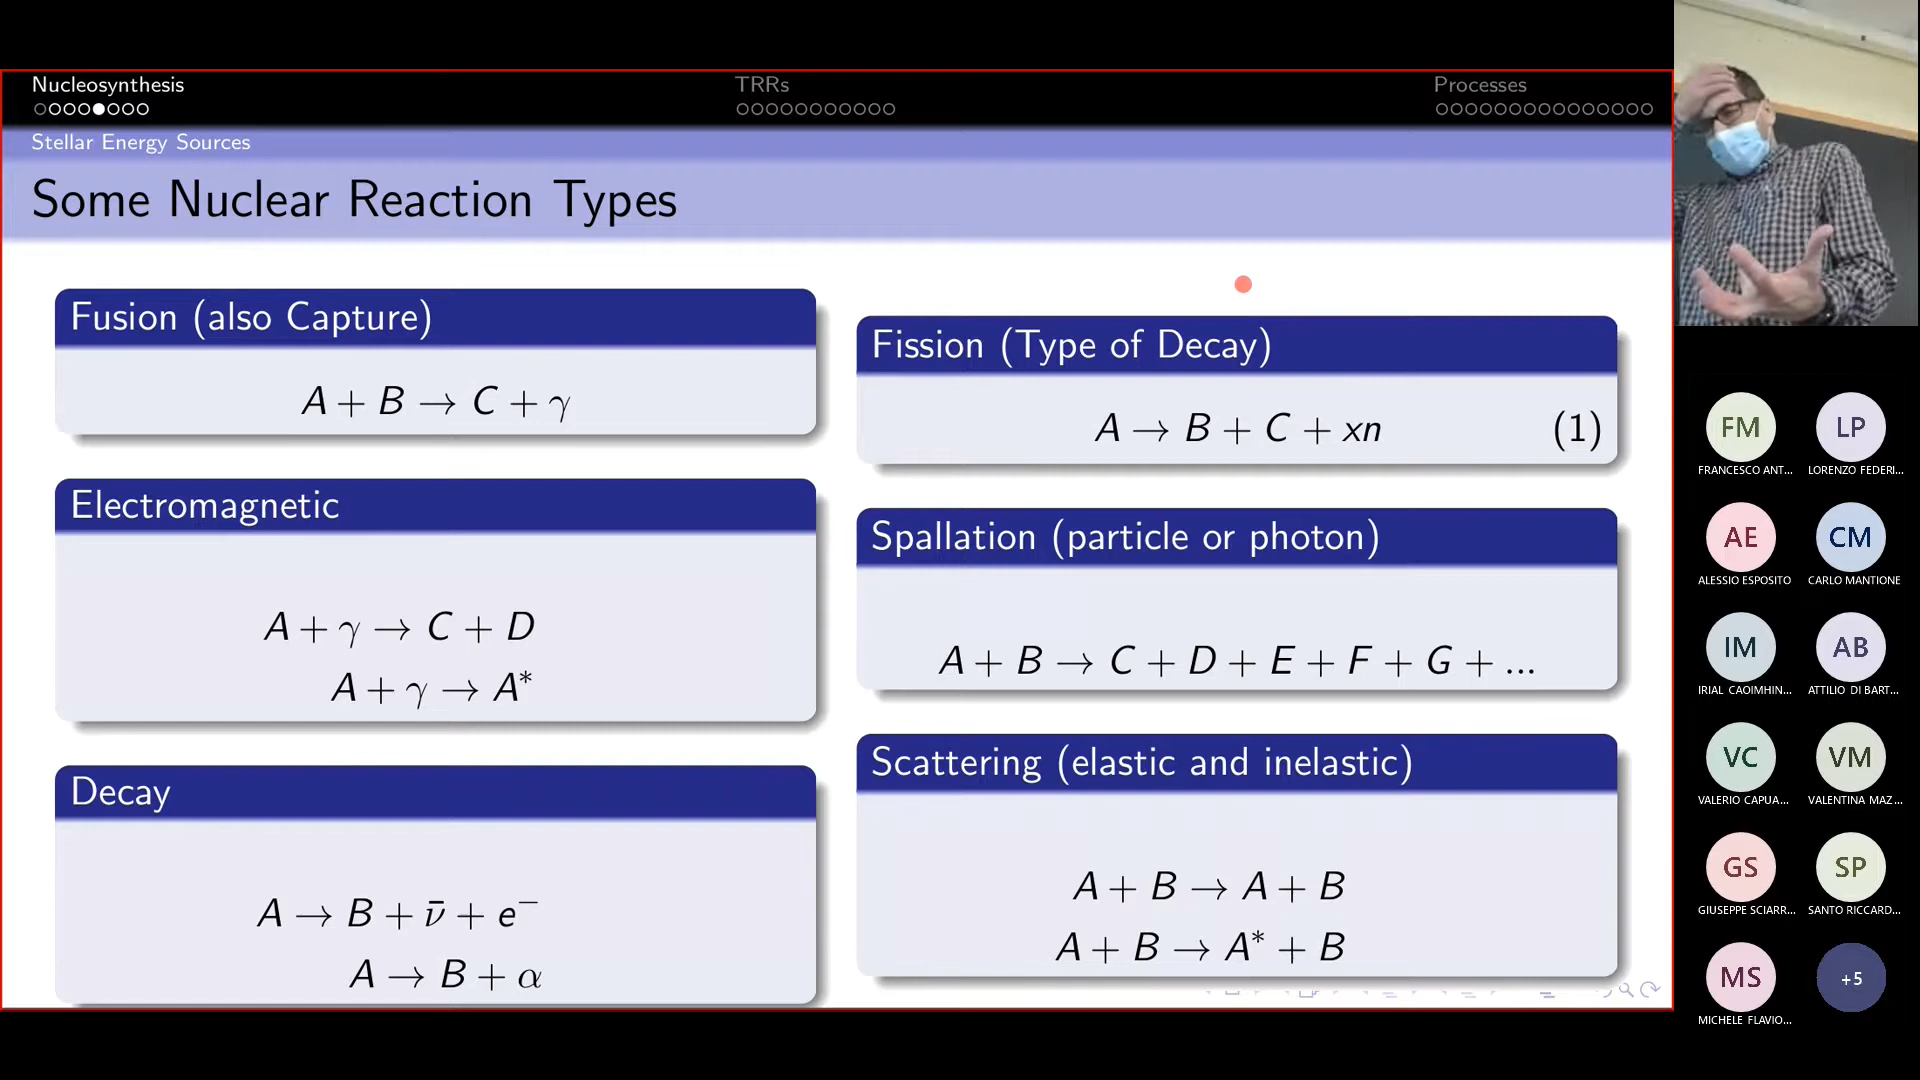 Nucleosynthesis
TRRs
Processes
Stellar Energy Sources
Some Nuclear Reaction Types
Fusion (also Capture)
A + B → C + γ
Electromagnetic
A + γ → C + D
A + γ → A*
Decay
A → B + ν̄ + e⁻
A → B + α
Fission (Type of Decay)
A → B + C + xn (1)
Spallation (particle or photon)
A + B → C + D + E + F + G + ...
Scattering (elastic and inelastic)
A + B → A + B
A + B → A* + B
FM LP
FRANCESCO ANT... LORENZO FEDERI...
AE CM
ALESSIO ESPOSITO CARLO MANTIONE
IM AB
IRIAL CAOIMHIN... ATTILIO DI BART...
VC VM
VALERIO CAPUA... VALENTINA MAZ...
GS SP
GIUSEPPE SCIARR... SANTO RICCARD...
MS +5
MICHELE FLAVIO...